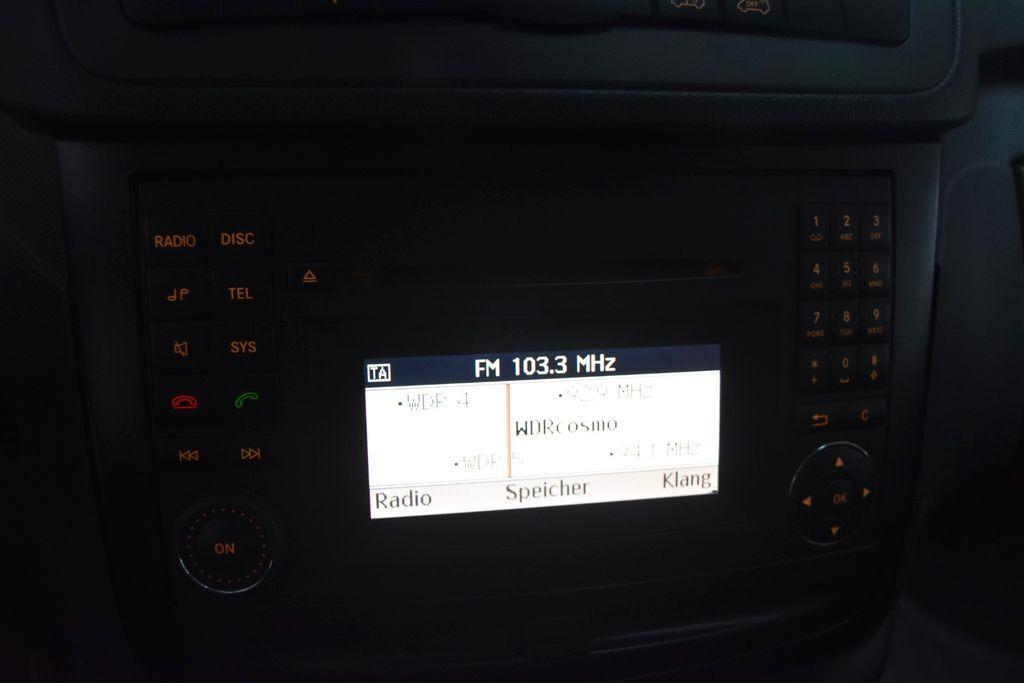 OFF
RADIO DISC
TEL
SYS
ON
TA FM 103.3 MHz
•WDR 4 •92.9 MHz
WDRcosmo
•WDR 5 •94.1 MHz
Radio Speicher Klang
1 2 3
ABC DEF
4 5 6
GHI JKL MNO
7 8 9
PQRS TUV WXYZ
* 0 #
+
C
OK